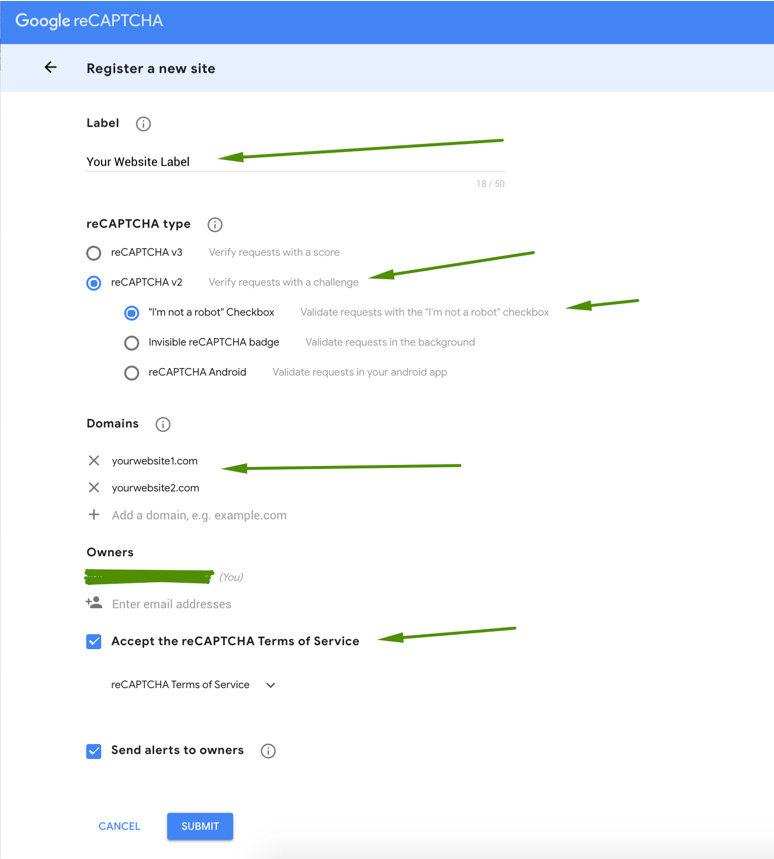 Google reCAPTCHA
Register a new site
Label
Your Website Label
18 / 50
reCAPTCHA type
reCAPTCHA v3 Verify requests with a score
reCAPTCHA v2 Verify requests with a challenge
"I'm not a robot" Checkbox Validate requests with the "I'm not a robot" checkbox
Invisible reCAPTCHA badge Validate requests in the background
reCAPTCHA Android Validate requests in your android app
Domains
yourwebsite1.com
yourwebsite2.com
Add a domain, e.g. example.com
Owners
(You)
Enter email addresses
Accept the reCAPTCHA Terms of Service
reCAPTCHA Terms of Service
Send alerts to owners
CANCEL SUBMIT